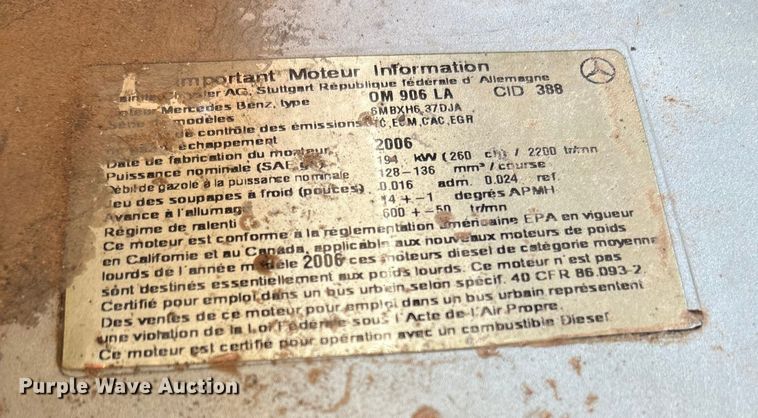 Important Moteur Information
AG, Stuttgart République fédérale d' Allemagne
Mercedes Benz, type OM 906 LA CID 388
modèles 6MBXH6,37DJA
de contrôle des émissions ,ECM,CAC,EGR
échappement
Date de fabrication du moteur 2006
Puissance nominale (SAE 194 kW (260 ch) / 2200 tr/mn
Débit de gazole à la puissance nominale 128-136 mm³/course
Jeu des soupapes à froid (pouces) 0.016 adm. 0.024 ref.
Avance à l'allumage 14 +-1 degrés APMH
Régime de ralenti 600 +-50 tr/mn
Ce moteur est conforme à la réglementation américaine EPA en vigueur
en Californie et au Canada, applicable aux nouveaux moteurs de poids
lourds de l'année modèle 2006 ces moteurs diesel de catégorie moyenne
sont destinés essentiellement aux poids lourds. Ce moteur n'est pas
Certifié pour emploi dans un bus urbain selon spécif. 40 CFR 86.093-2.
Des ventes de ce moteur pour emploi dans un bus urbain représentent
une violation de la Loi Fédérale sous l'Acte de l'Air Propre.
Ce moteur est certifié pour opération avec un combustible Diesel.
Purple Wave Auction